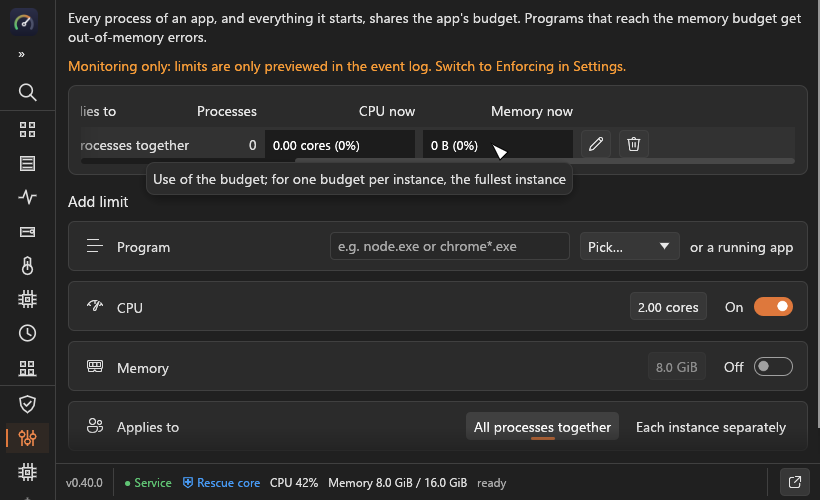 Every process of an app, and everything it starts, shares the app's budget. Programs that reach the memory budget get
out-of-memory errors.
Monitoring only: limits are only previewed in the event log. Switch to Enforcing in Settings.
»
lies to Processes CPU now Memory now
rocesses together 0 0.00 cores (0%) 0 B (0%)
Use of the budget; for one budget per instance, the fullest instance
Add limit
Program e.g. node.exe or chrome*.exe Pick... or a running app
CPU 2.00 cores On
Memory 8.0 GiB Off
Applies to All processes together Each instance separately
v0.40.0 Service Rescue core CPU 42% Memory 8.0 GiB / 16.0 GiB ready